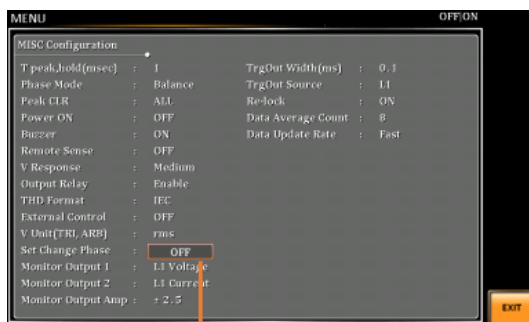 MENU OFF|ON
MISC Configuration
T peak,hold(msec) : 1 TrgOut Width(ms) : 0.1
Phase Mode : Balance TrgOut Source : L1
Peak CLR : ALL Re-lock : ON
Power ON : OFF Data Average Count : 8
Buzzer : ON Data Update Rate : Fast
Remote Sense : OFF
V Response : Medium
Output Relay : Enable
THD Format : IEC
External Control : OFF
V Unit(TRI, ARB) : rms
Set Change Phase : OFF
Monitor Output 1 : L1 Voltage
Monitor Output 2 : L1 Current
Monitor Output Amp : ± 2.5
EXIT